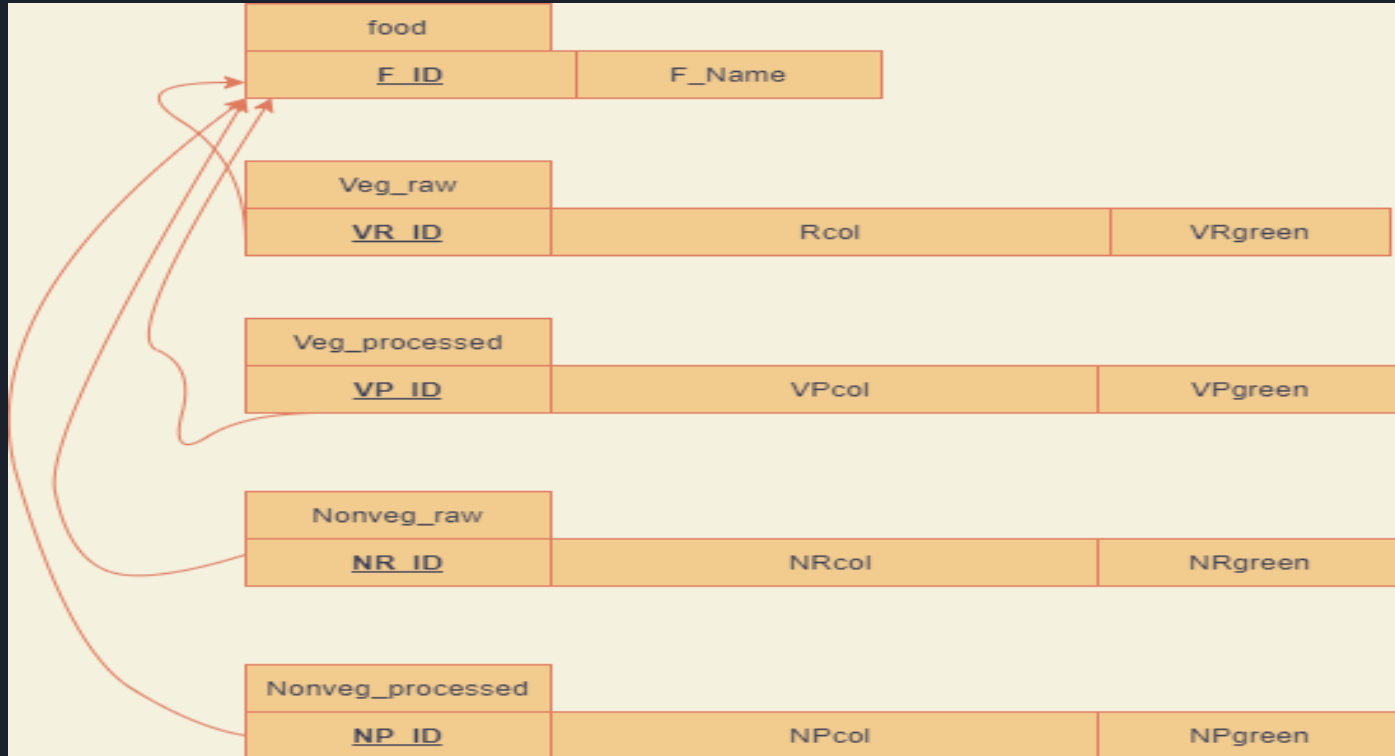 food
F_ID F_Name
Veg_raw
VR_ID Rcol VRgreen
Veg_processed
VP_ID VPcol VPgreen
Nonveg_raw
NR_ID NRcol NRgreen
Nonveg_processed
NP_ID NPcol NPgreen